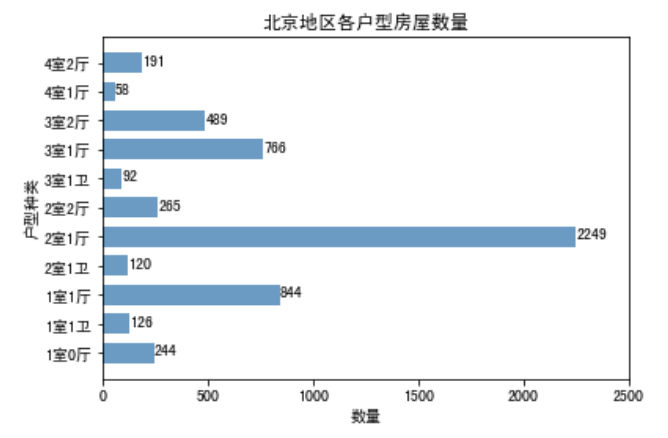 北京地区各户型房屋数量
户型种类
4室2厅 191
4室1厅 58
3室2厅 489
3室1厅 766
3室1卫 92
2室2厅 265
2室1厅 2249
2室1卫 120
1室1厅 844
1室1卫 126
1室0厅 244
0 500 1000 1500 2000 2500
数量